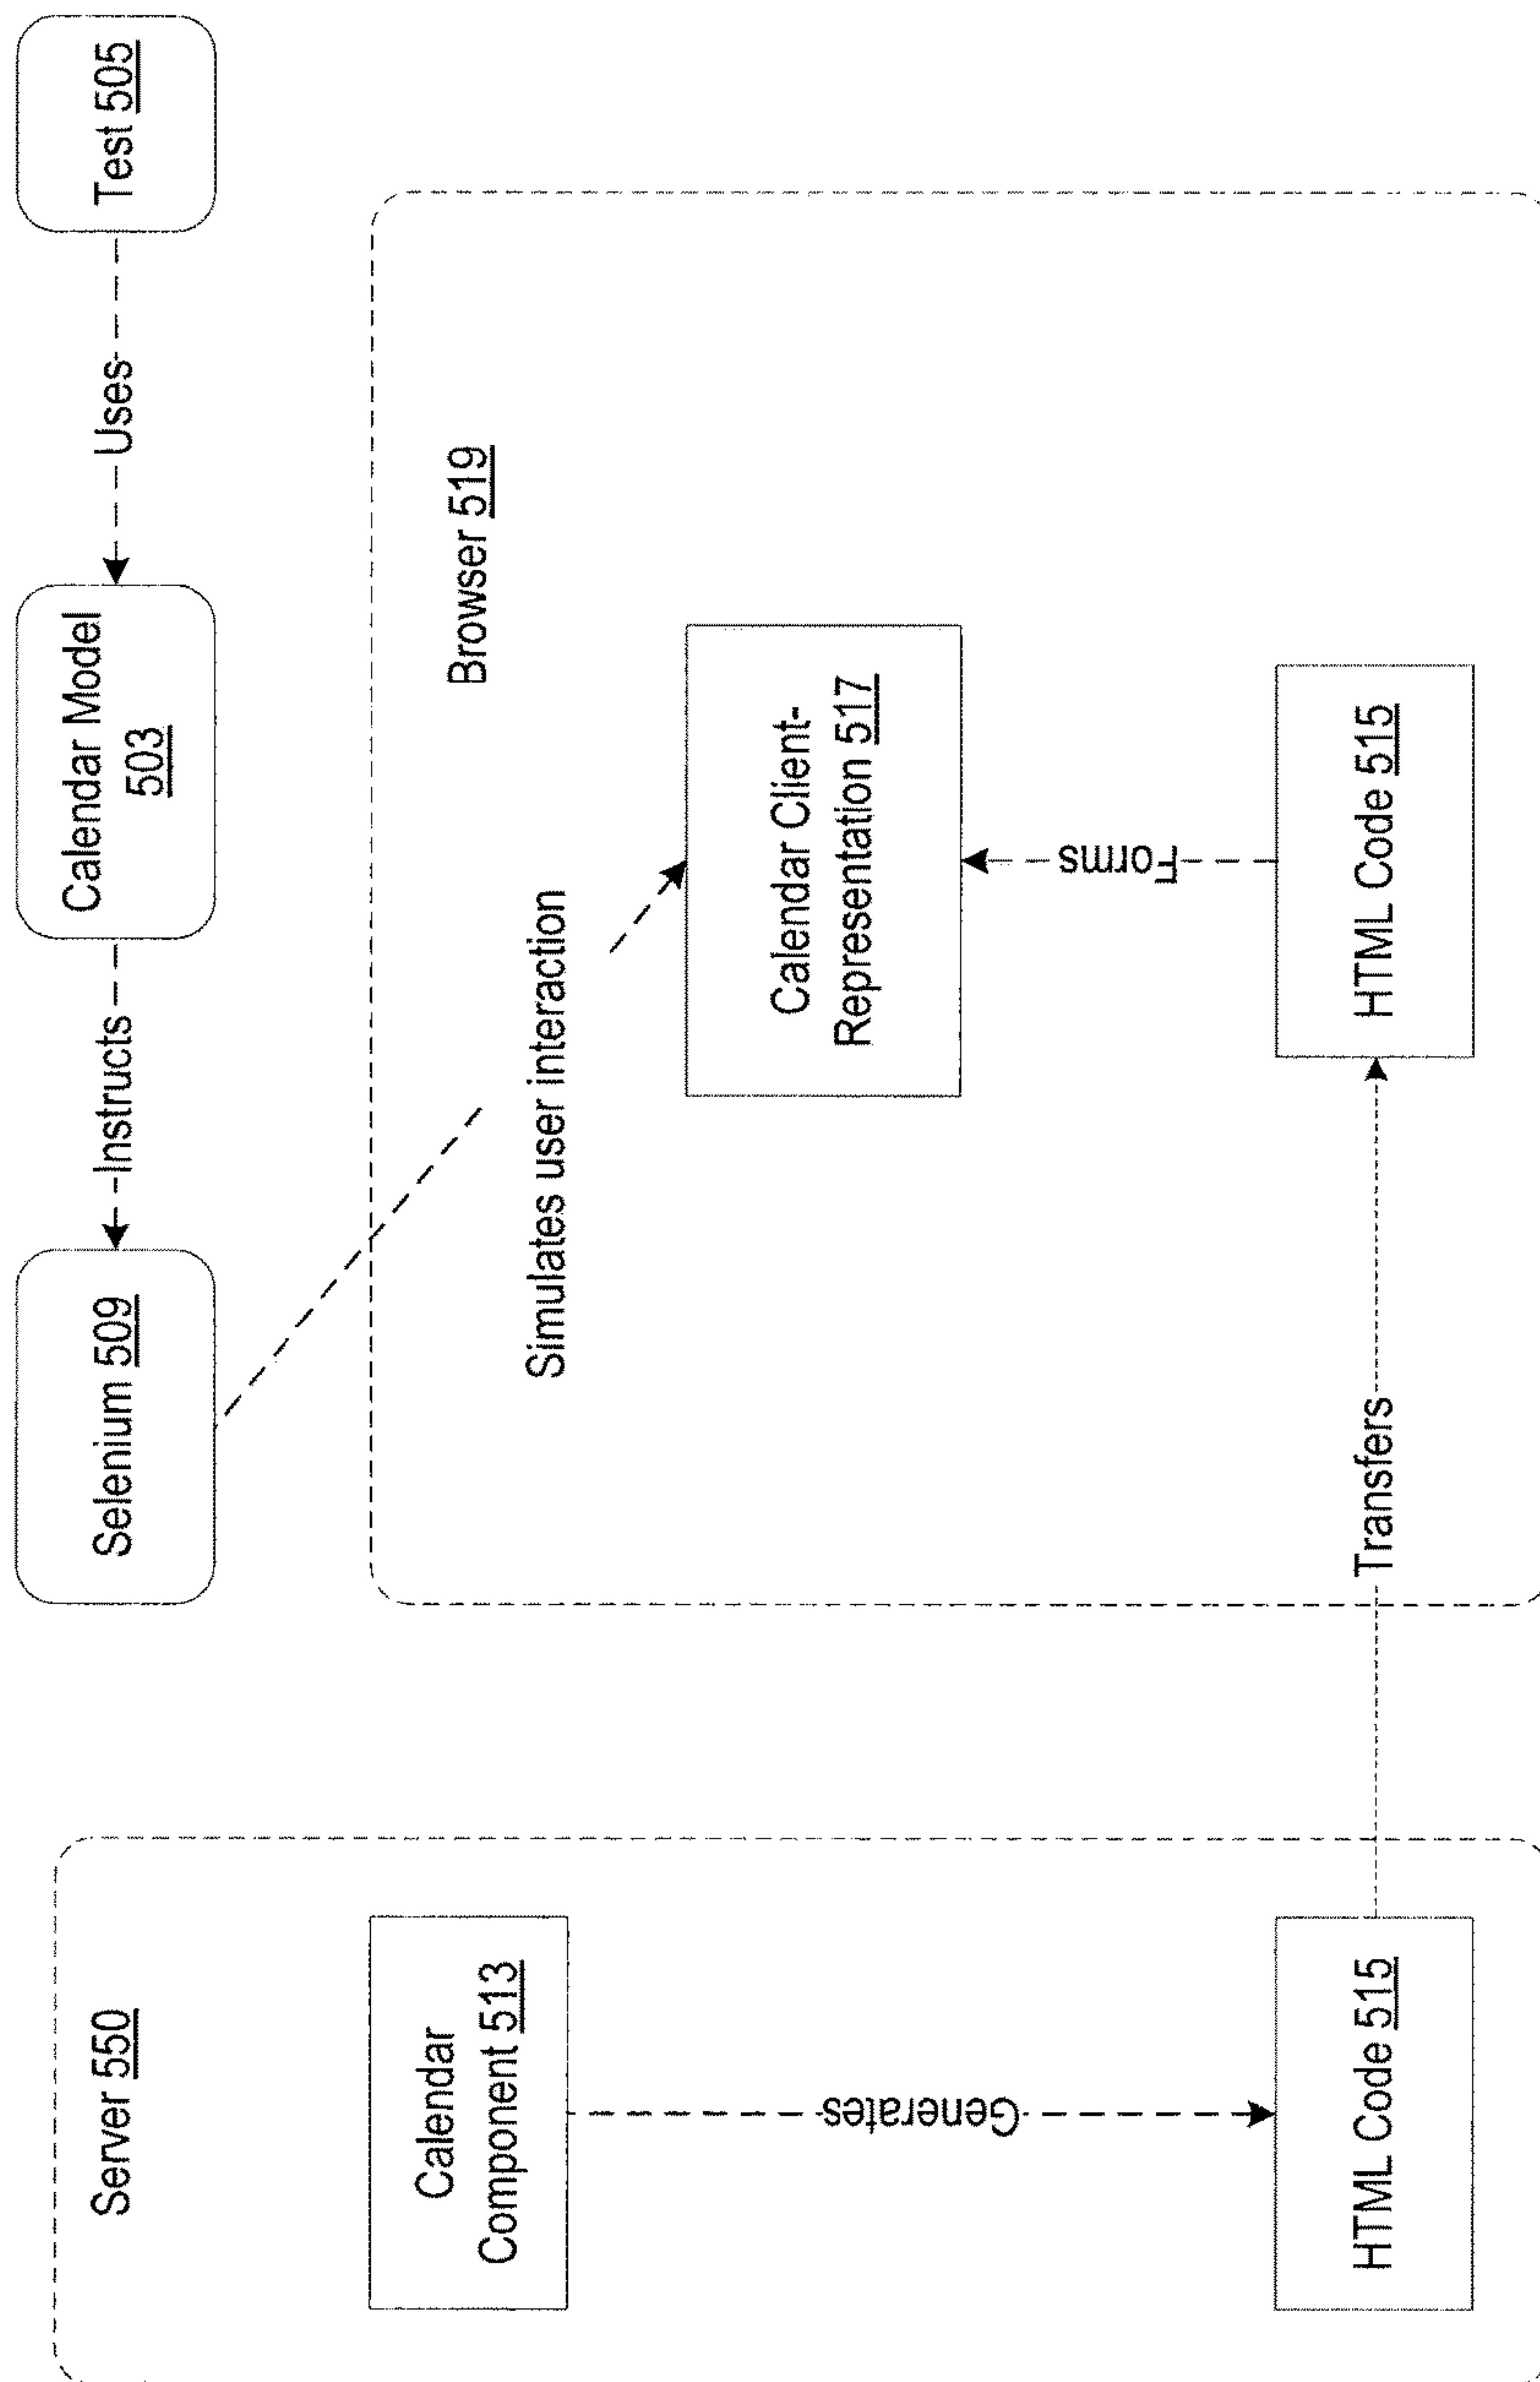 Server 550
Calendar
Component 513
Generates
HTML Code 515
Transfers
Selenium 509
Instructs
Calendar Model
503
Uses
Test 505
Browser 519
Simulates user interaction
Calendar Client-
Representation 517
Forms
HTML Code 515